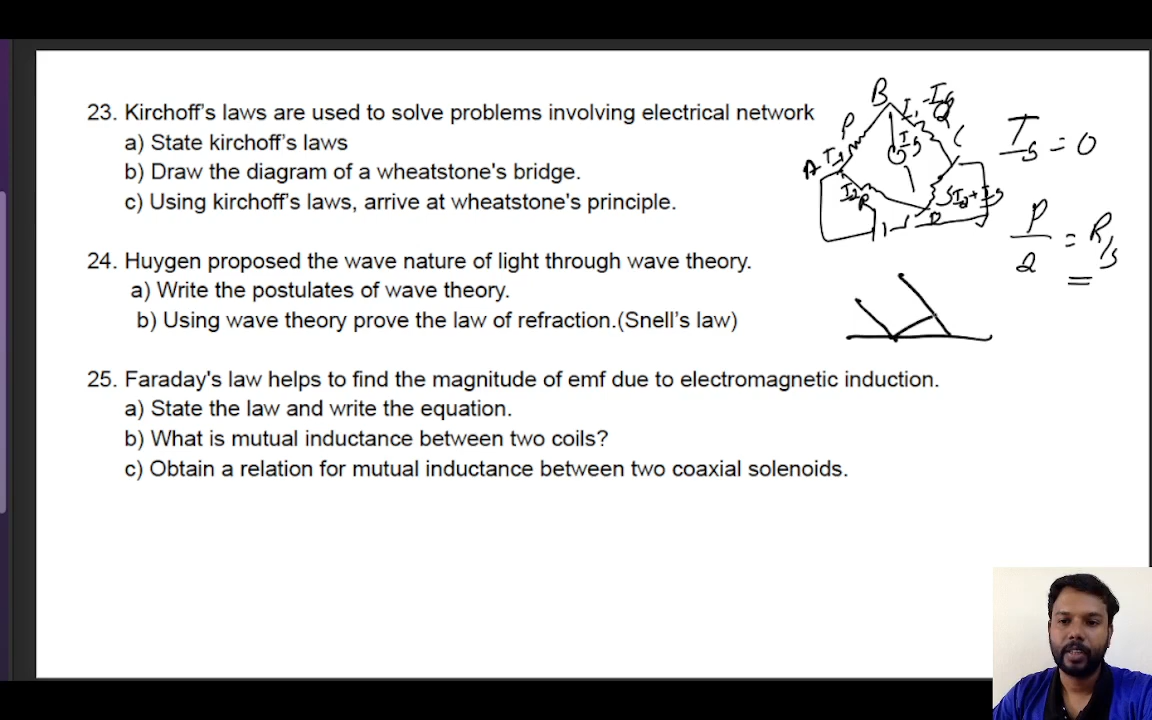 23. Kirchoff's laws are used to solve problems involving electrical network
a) State kirchoff's laws
b) Draw the diagram of a wheatstone's bridge.
c) Using kirchoff's laws, arrive at wheatstone's principle.
24. Huygen proposed the wave nature of light through wave theory.
a) Write the postulates of wave theory.
b) Using wave theory prove the law of refraction.(Snell's law)
25. Faraday's law helps to find the magnitude of emf due to electromagnetic induction.
a) State the law and write the equation.
b) What is mutual inductance between two coils?
c) Obtain a relation for mutual inductance between two coaxial solenoids.
B
P
Q
A
I2
R
D
= 0
P
= R/s